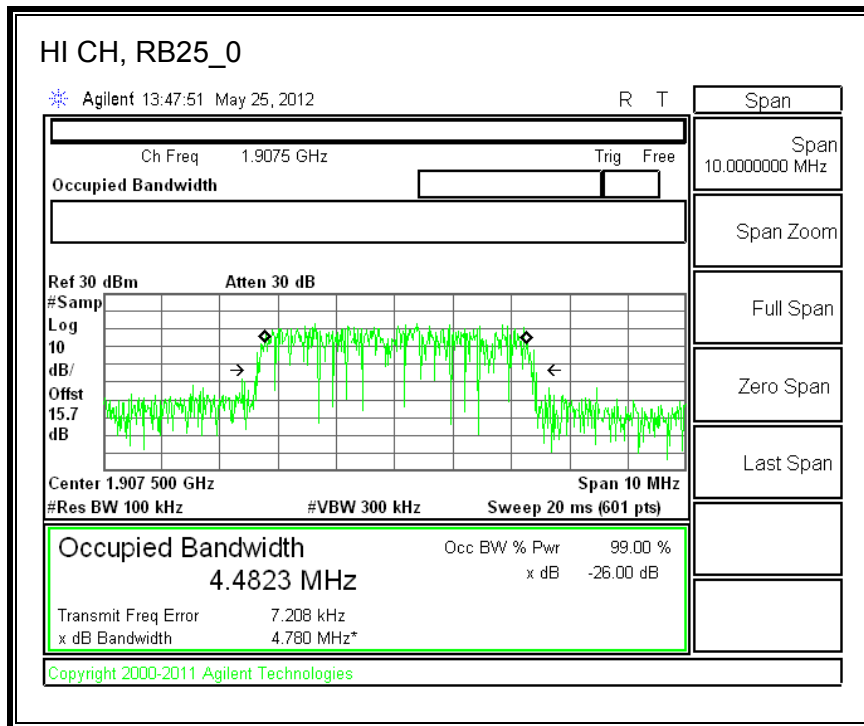 HI CH, RB25_0
Agilent 13:47:51 May 25, 2012 R T
Span
Ch Freq 1.9075 GHz Trig Free
Occupied Bandwidth
Span
10.0000000 MHz
Span Zoom
Full Span
Zero Span
Last Span
Ref 30 dBm Atten 30 dB
#Samp
Log
10
dB/
Offst
15.7
dB
Center 1.907 500 GHz Span 10 MHz
#Res BW 100 kHz #VBW 300 kHz Sweep 20 ms (601 pts)
Occupied Bandwidth Occ BW % Pwr 99.00 %
4.4823 MHz x dB -26.00 dB
Transmit Freq Error 7.208 kHz
x dB Bandwidth 4.780 MHz*
Copyright 2000-2011 Agilent Technologies